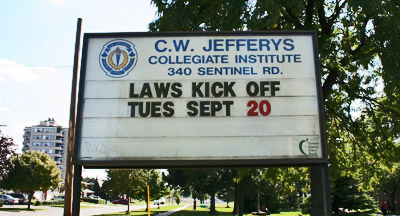 C.W. JEFFERYS
COLLEGIATE INSTITUTE
340 SENTINEL RD.
LAWS KICK OFF
TUES SEPT 20